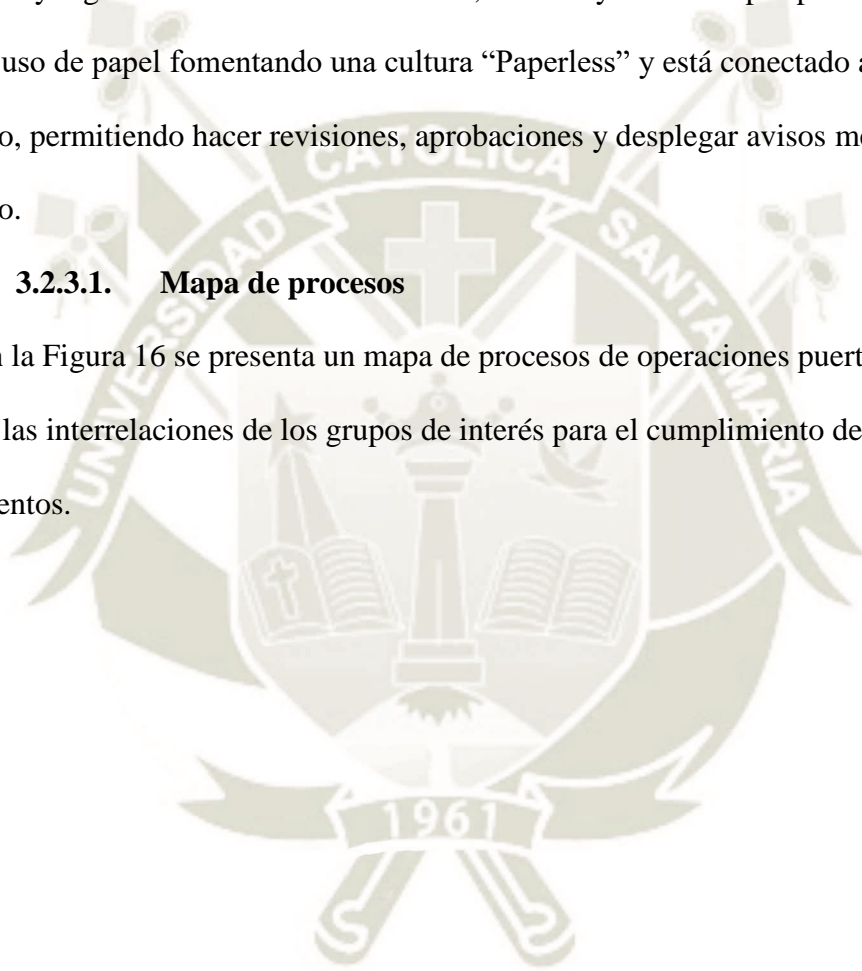 uso de papel fomentando una cultura “Paperless” y está conectado a
o, permitiendo hacer revisiones, aprobaciones y desplegar avisos m
o.
3.2.3.1. Mapa de procesos
la Figura 16 se presenta un mapa de procesos de operaciones puert
las interrelaciones de los grupos de interés para el cumplimiento de
entos.
UNIVERSIDAD CATOLICA SANTA MARIA
1961